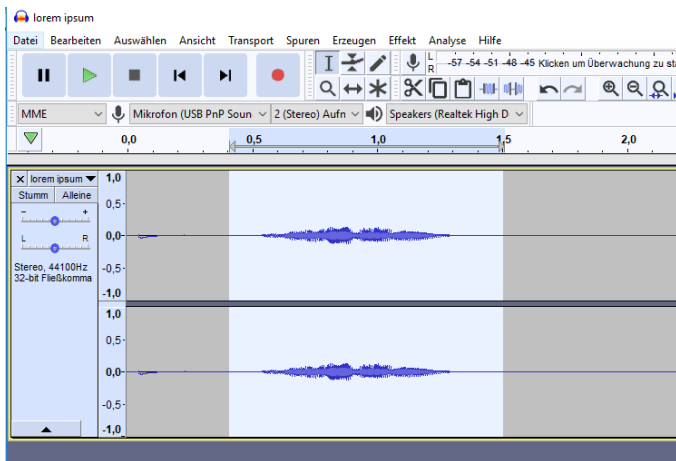 lorem ipsum
Datei Bearbeiten Auswählen Ansicht Transport Spuren Erzeugen Effekt Analyse Hilfe
L
R
-57 -54 -51 -48 -45 Klicken um Überwachung zu sta
MME Mikrofon (USB PnP Soun 2 (Stereo) Aufn Speakers (Realtek High D
0,0 0,5 1,0 1,5 2,0
lorem ipsum
Stumm Alleine
- +
L R
Stereo, 44100Hz
32-bit Fließkomma
1,0
0,5-
0,0-
-0,5-
-1,0
1,0
0,5-
0,0-
-0,5-
-1,0